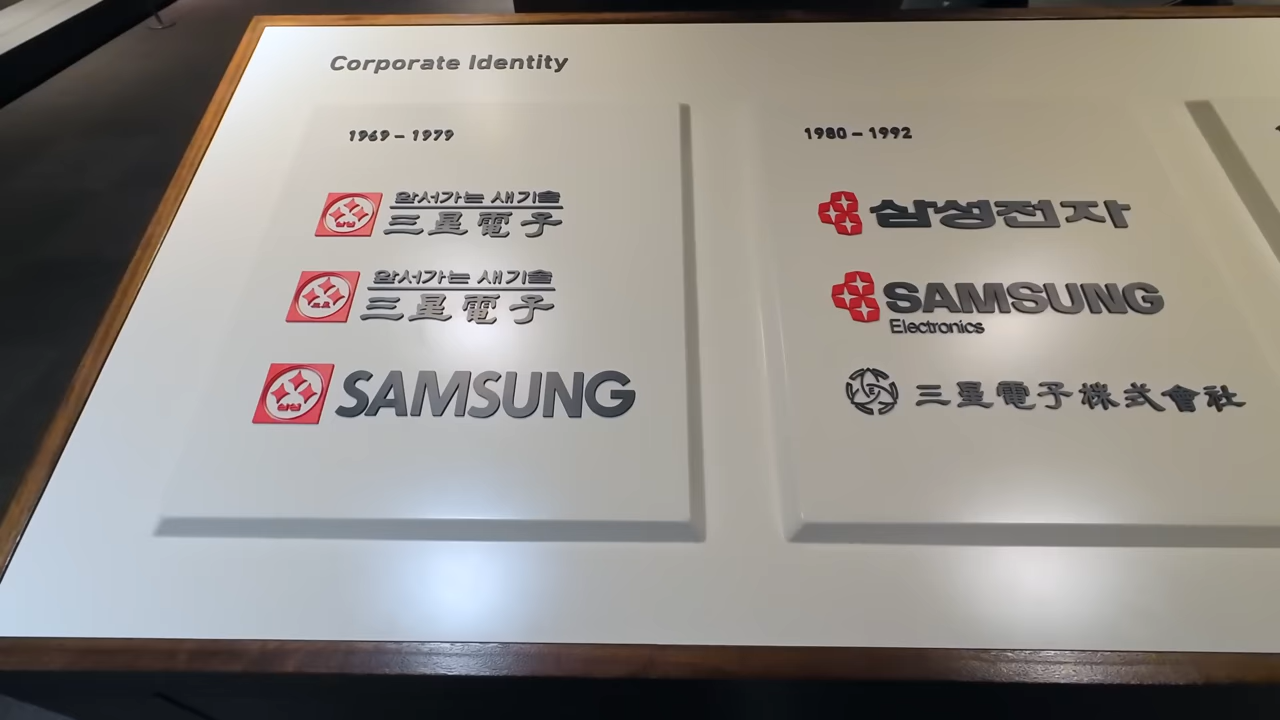 Corporate Identity
1969 – 1979
앞서가는 새기술
三星電子
앞서가는 새기술
三星電子
삼성
SAMSUNG
1980 – 1992
삼성전자
SAMSUNG
Electronics
三星電子株式會社